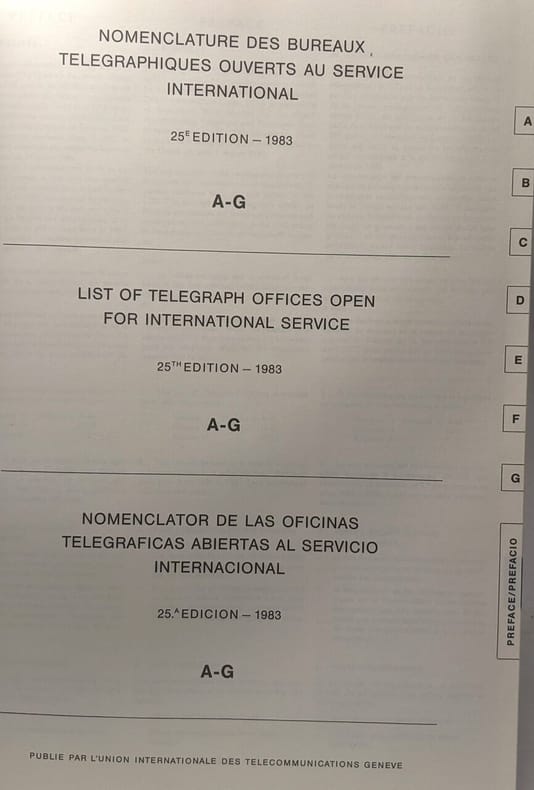 NOMENCLATURE DES BUREAUX
TELEGRAPHIQUES OUVERTS AU SERVICE
INTERNATIONAL
25E EDITION – 1983
A-G
LIST OF TELEGRAPH OFFICES OPEN
FOR INTERNATIONAL SERVICE
25TH EDITION – 1983
A-G
NOMENCLATOR DE LAS OFICINAS
TELEGRAFICAS ABIERTAS AL SERVICIO
INTERNACIONAL
25.A EDICION – 1983
A-G
PUBLIE PAR L'UNION INTERNATIONALE DES TELECOMMUNICATIONS GENEVE
A
B
C
D
E
F
G
PREFACE/PREFACIO